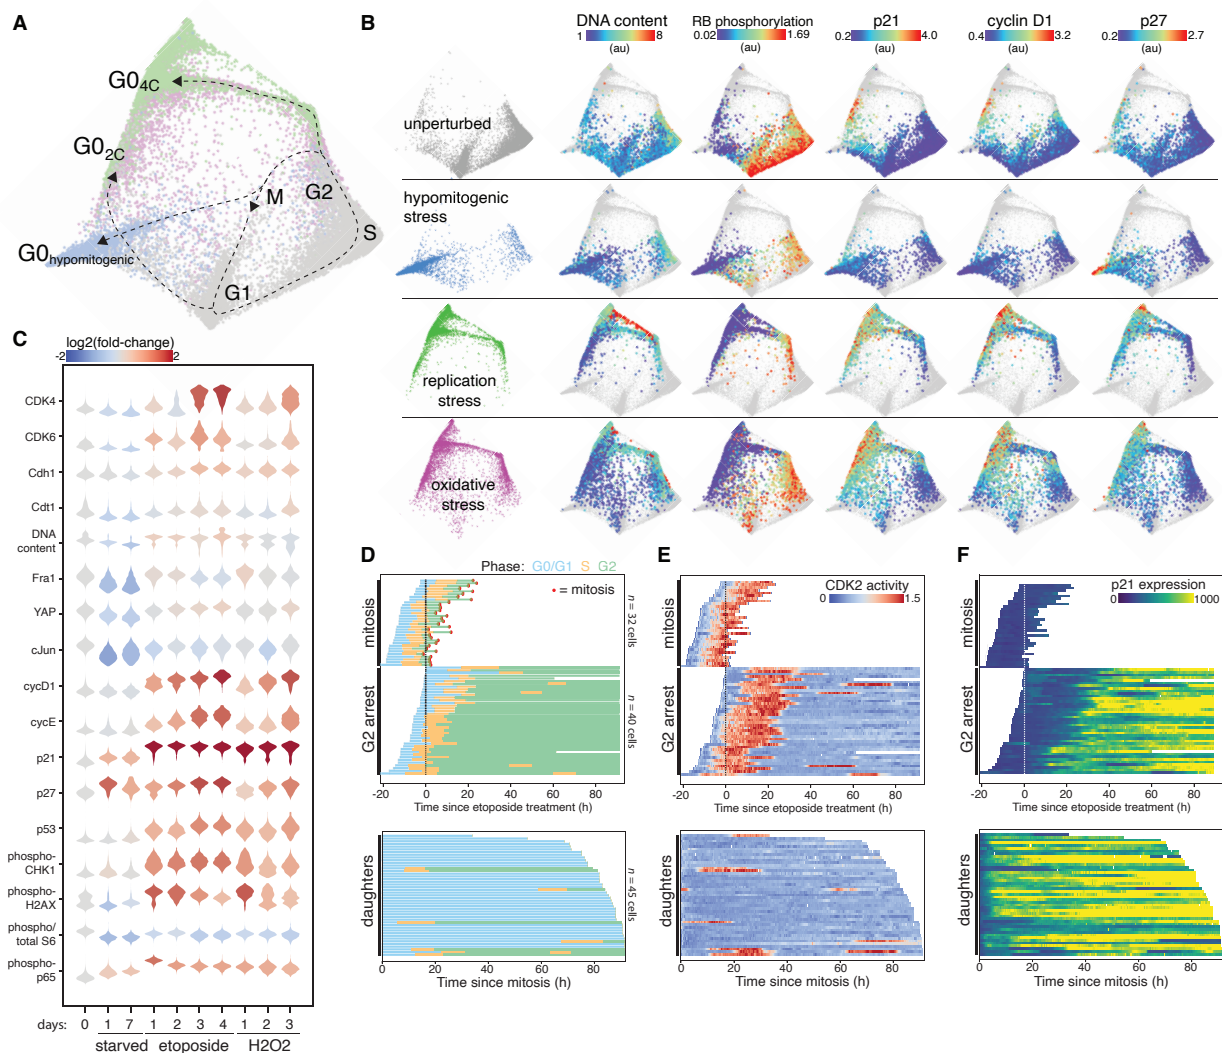 A
G04C
G02C
G0hypomitogenic
M
G2
S
G1
B
DNA content
1 8
(au)
RB phosphorylation
0.02 1.69
(au)
p21
0.2 4.0
(au)
cyclin D1
0.4 3.2
(au)
p27
0.2 2.7
(au)
unperturbed
hypomitogenic
stress
replication
stress
oxidative
stress
C
log2(fold-change)
-2 2
CDK4
CDK6
Cdh1
Cdt1
DNA
content
Fra1
YAP
cJun
cycD1
cycE
p21
p27
p53
phospho-
CHK1
phospho-
H2AX
phospho/
total S6
phospho-
p65
days: 0 1 7 1 2 3 4 1 2 3
starved etoposide H2O2
D
Phase: G0/G1 S G2
= mitosis
mitosis
n = 32 cells
G2 arrest
n = 40 cells
-20 0 20 40 60 80
Time since etoposide treatment (h)
daughters
n = 45 cells
0 20 40 60 80
Time since mitosis (h)
E
CDK2 activity
0 1.5
mitosis
G2 arrest
-20 0 20 40 60 80
Time since etoposide treatment (h)
daughters
0 20 40 60 80
Time since mitosis (h)
F
p21 expression
0 1000
mitosis
G2 arrest
-20 0 20 40 60 80
Time since etoposide treatment (h)
daughters
0 20 40 60 80
Time since mitosis (h)